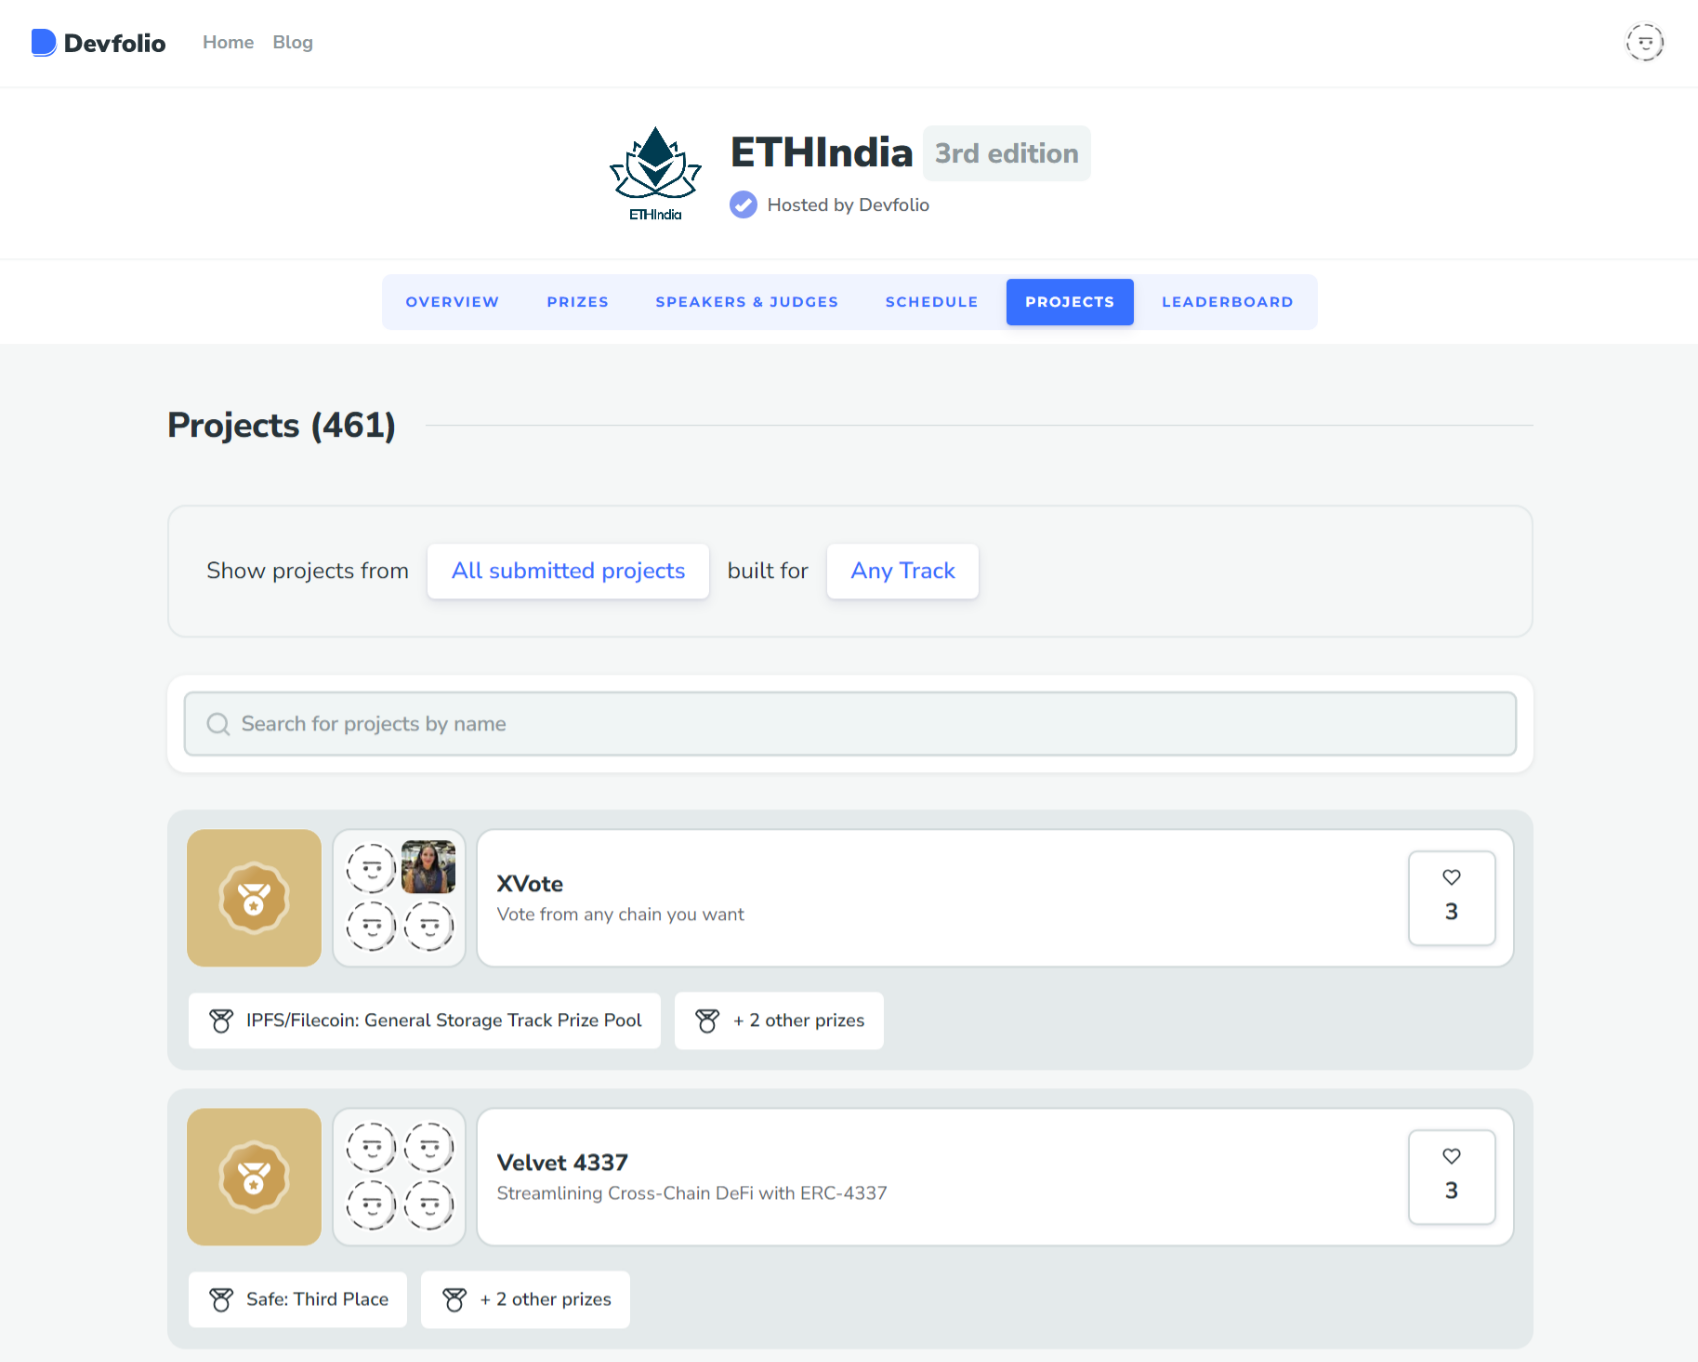 Devfolio
Home
Blog
ETHIndia
ETHIndia 3rd edition
Hosted by Devfolio
OVERVIEW
PRIZES
SPEAKERS & JUDGES
SCHEDULE
PROJECTS
LEADERBOARD
Projects (461)
Show projects from All submitted projects built for Any Track
Search for projects by name
XVote
Vote from any chain you want
3
IPFS/Filecoin: General Storage Track Prize Pool
+ 2 other prizes
Velvet 4337
Streamlining Cross-Chain DeFi with ERC-4337
3
Safe: Third Place
+ 2 other prizes